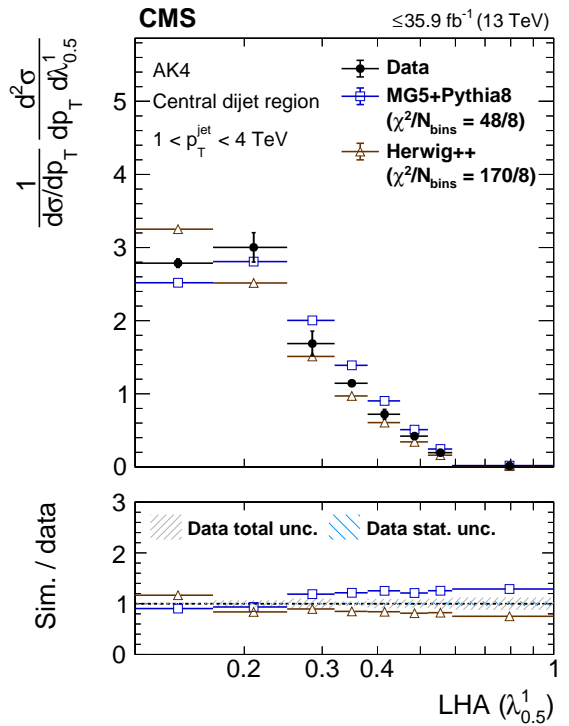 CMS
≤35.9 fb⁻¹ (13 TeV)
1/(dσ/dp_T) d²σ/(dp_T dλ¹_0.5)
AK4
Central dijet region
1 < p_T^jet < 4 TeV
Data
MG5+Pythia8
(χ²/N_bins = 48/8)
Herwig++
(χ²/N_bins = 170/8)
5
4
3
2
1
0
Sim. / data
Data total unc.
Data stat. unc.
3
2
1
0
0.2
0.3
0.4
1
LHA (λ¹_0.5)